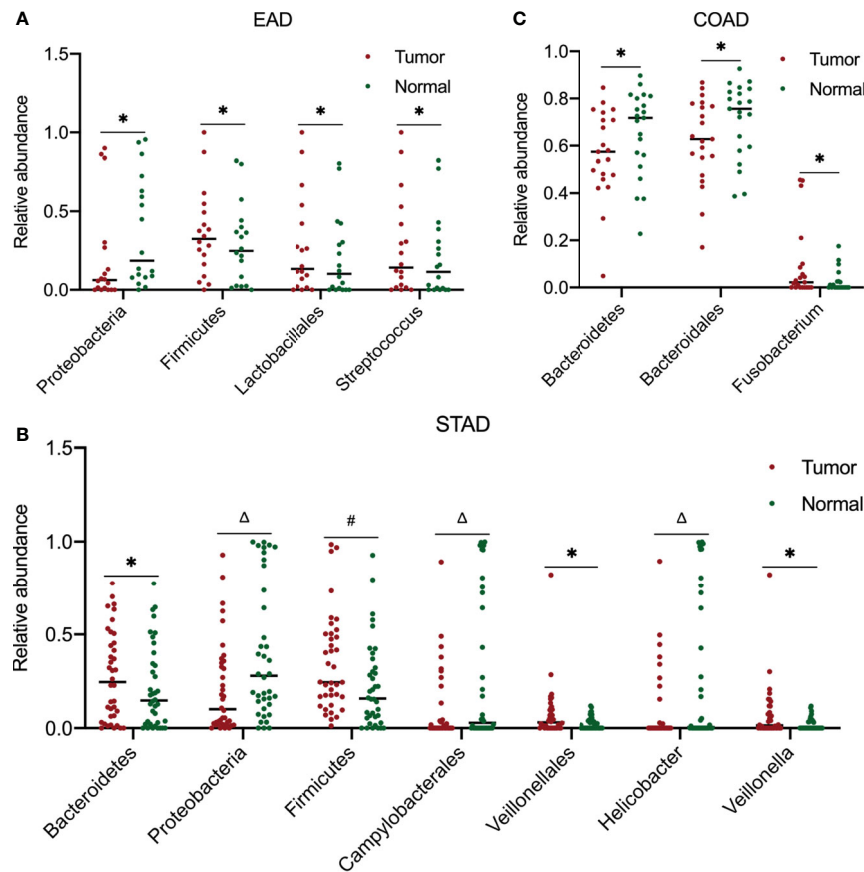 A
EAD
Relative abundance
1.5
1.0
0.5
0.0
Tumor
Normal
*
*
*
*
Proteobacteria
Firmicutes
Lactobacillales
Streptococcus
C
COAD
Relative abundance
1.0
0.8
0.6
0.4
0.2
0.0
Tumor
Normal
*
*
*
Bacteroidetes
Bacteroidales
Fusobacterium
B
STAD
Relative abundance
1.5
1.0
0.5
0.0
Tumor
Normal
*
Δ
#
Δ
*
Δ
*
Bacteroidetes
Proteobacteria
Firmicutes
Campylobacterales
Veillonellales
Helicobacter
Veillonella